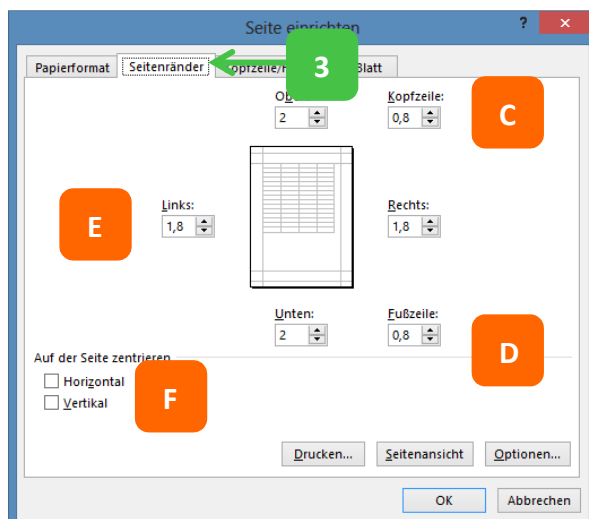 Seite einrichten ?
Papierformat Seitenränder 3 Blatt
Kopfzeile: C
2 0,8
E Links: Rechts:
1,8 1,8
Unten: Fußzeile:
2 0,8 D
Auf der Seite zentrieren
Horizontal
Vertikal F
Drucken... Seitenansicht Optionen...
OK Abbrechen